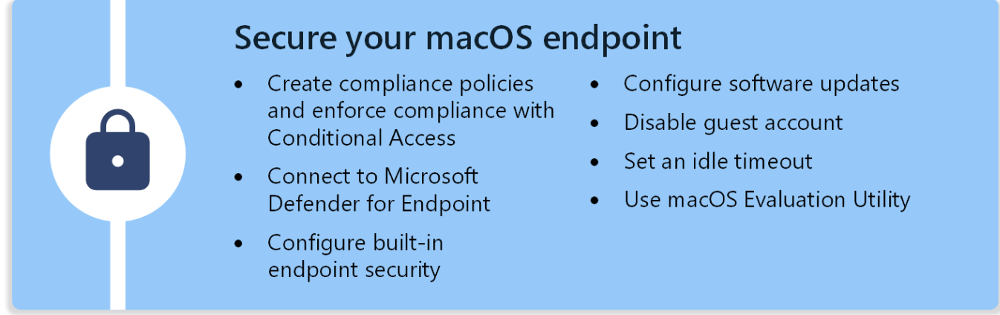 Secure your macOS endpoint
• Create compliance policies
and enforce compliance with
Conditional Access
• Connect to Microsoft
Defender for Endpoint
• Configure built-in
endpoint security
• Configure software updates
• Disable guest account
• Set an idle timeout
• Use macOS Evaluation Utility